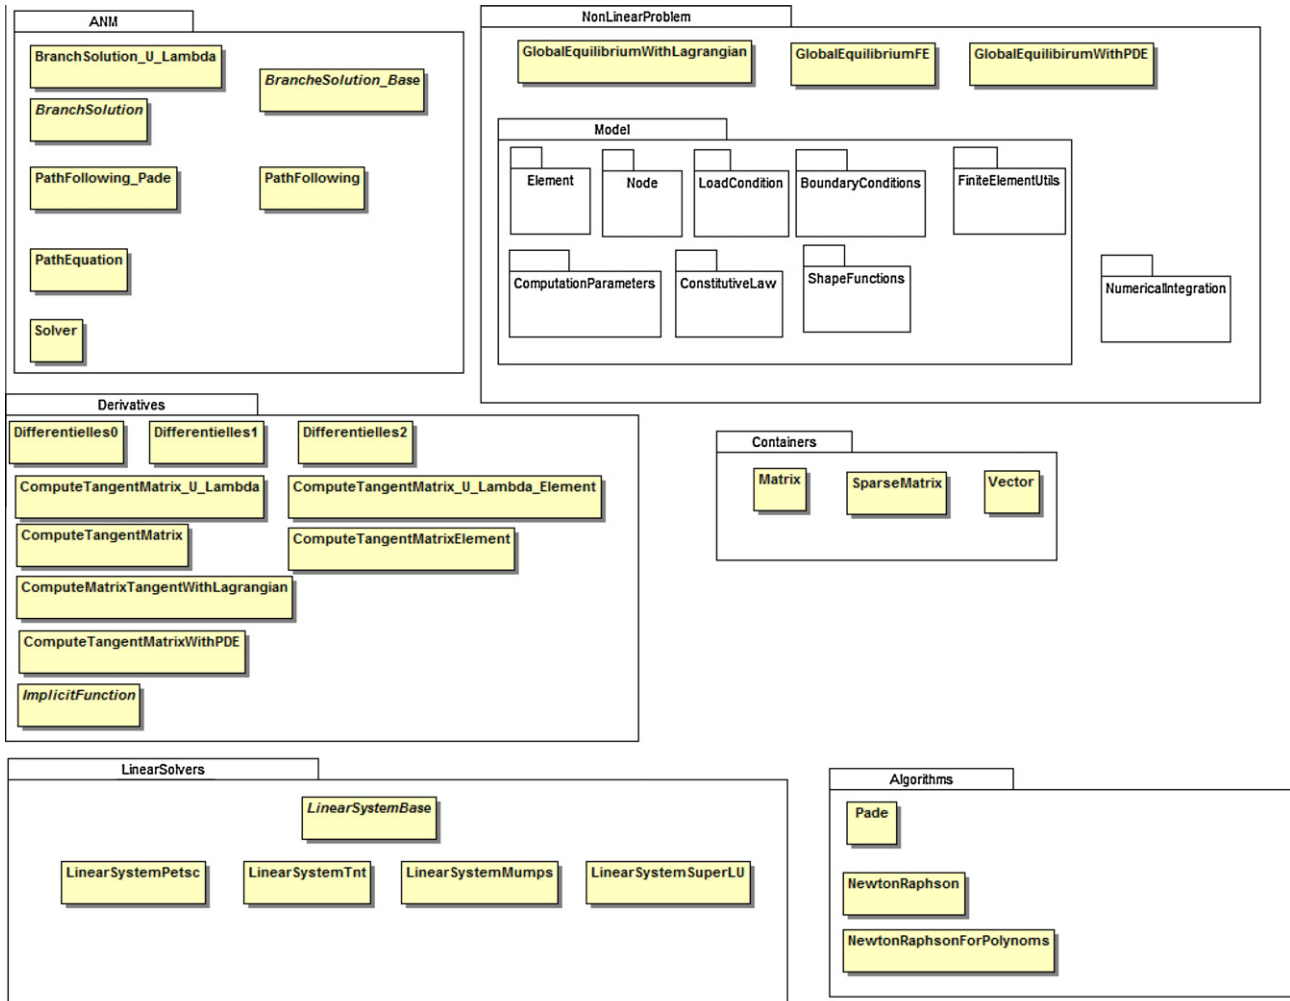 ANM
BranchSolution_U_Lambda
BrancheSolution_Base
BranchSolution
PathFollowing_Pade
PathFollowing
PathEquation
Solver
NonLinearProblem
GlobalEquilibriumWithLagrangian
GlobalEquilibriumFE
GlobalEquilibirumWithPDE
Model
Element
Node
LoadCondition
BoundaryConditions
FiniteElementUtils
ComputationParameters
ConstitutiveLaw
ShapeFunctions
NumericalIntegration
Derivatives
Differentielles0
Differentielles1
Differentielles2
ComputeTangentMatrix_U_Lambda
ComputeTangentMatrix_U_Lambda_Element
ComputeTangentMatrix
ComputeTangentMatrixElement
ComputeMatrixTangentWithLagrangian
ComputeTangentMatrixWithPDE
ImplicitFunction
Containers
Matrix
SparseMatrix
Vector
LinearSolvers
LinearSystemBase
LinearSystemPetsc
LinearSystemTnt
LinearSystemMumps
LinearSystemSuperLU
Algorithms
Pade
NewtonRaphson
NewtonRaphsonForPolynoms